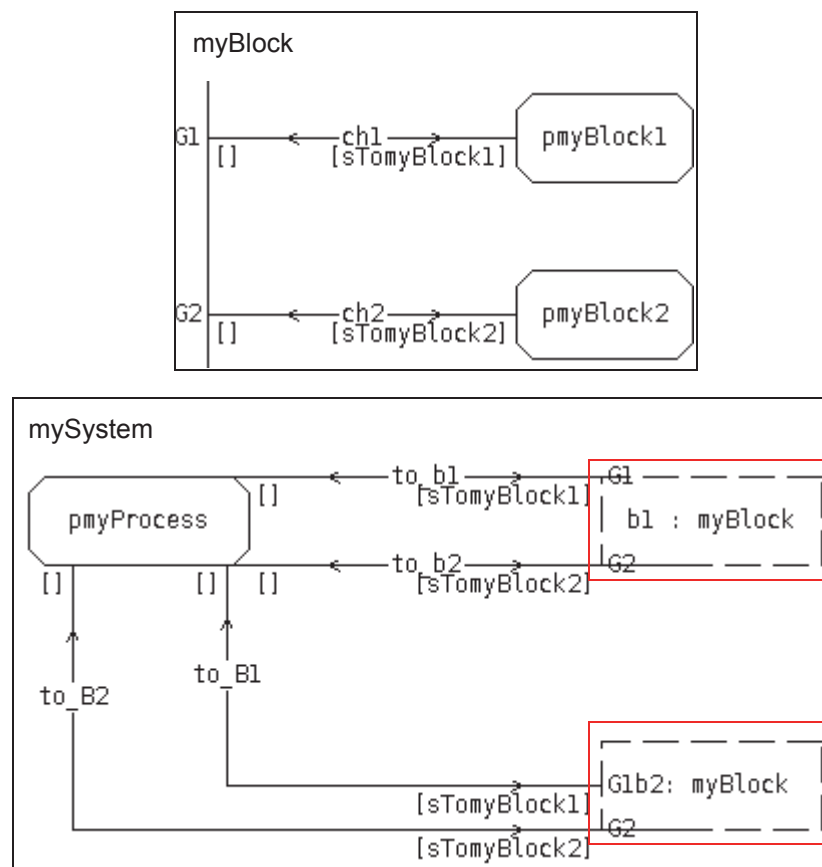 myBlock
G1
ch1
pmyBlock1
[]
[sTomyBlock1]
G2
ch2
pmyBlock2
[]
[sTomyBlock2]
mySystem
to_b1
G1
[]
[sTomyBlock1]
pmyProcess
b1 : myBlock
to_b2
G2
[]
[]
[]
[sTomyBlock2]
to_B1
to_B2
G1b2: myBlock
[sTomyBlock1]
G2
[sTomyBlock2]